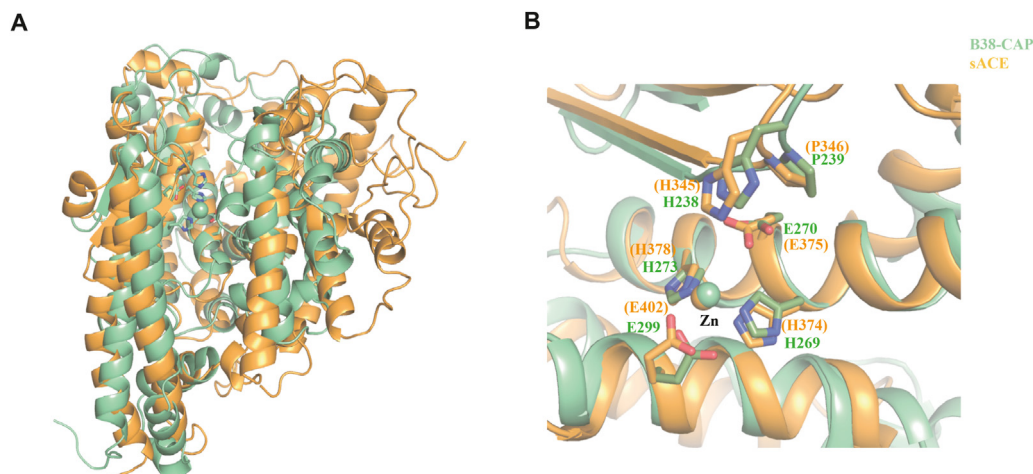 A
B
B38-CAP
sACE
(P346)
P239
(H345)
H238
E270
(E375)
(H378)
H273
(E402)
E299
Zn
(H374)
H269